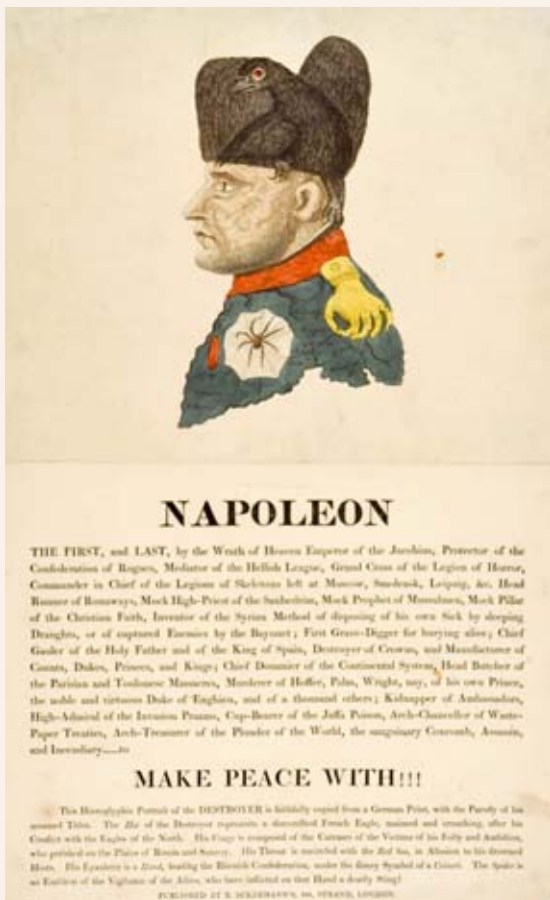 NAPOLEON
THE FIRST, and LAST, by the Wrath of Heaven Emperor of the Jacobins, Protector of the
Confederation of Rogues, Mediator of the Hellish League, Grand Cross of the Legion of Horror,
Commander in Chief of the Legions of Skeletons left at Moscow, Smolensk, Leipzig, &c. Head
Runner of Runaways, Mock High-Priest of the Sanhedrim, Mock Prophet of Musselmen, Mock Pillar
of the Christian Faith, Inventor of the Syrian Method of disposing of his own Sick by sleeping
Draughts, or of captured Enemies by the Bayonet; First Grave-Digger for burying alive; Chief
Gaoler of the Holy Father and of the King of Spain, Destroyer of Crowns, and Manufacturer of
Counts, Dukes, Princes, and Kings; Chief Douanier of the Continental System, Head Butcher of
the Parisian and Toulonese Massacres, Murderer of Hoffer, Palm, Wright, nay, of his own Prince,
the noble and virtuous Duke of Enghien, and of a thousand others; Kidnapper of Ambassadors,
High-Admiral of the Invasion Praams, Cup-Bearer of the Jaffa Poison, Arch-Chancellor of Waste-
Paper Treaties, Arch-Treasurer of the Plunder of the World, the sanguinary Coxcomb, Assassin,
and Incendiary......to
MAKE PEACE WITH!!!
This Hieroglyphic Portrait of the DESTROYER is faithfully copied from a German Print, with the Parody of his
assumed Titles. The Hat of the Destroyer represents a discomfited French Eagle, maimed and crouching, after his
Conflict with the Eagles of the North. His Visage is composed of the Carcases of the Victims of his Folly and Ambition,
who perished on the Plains of Russia and Saxony. His Throat is encircled with the Red Sea, in Allusion to his drowned
Hosts. His Epaulette is a Hand, leading the Rhenish Confederation, under the flimsy Symbol of a Cobweb. The Spider is
an Emblem of the Vigilance of the Allies, who have inflicted on that Hand a deadly Sting!
PUBLISHED BY R. ACKERMANN, 101, STRAND, LONDON.